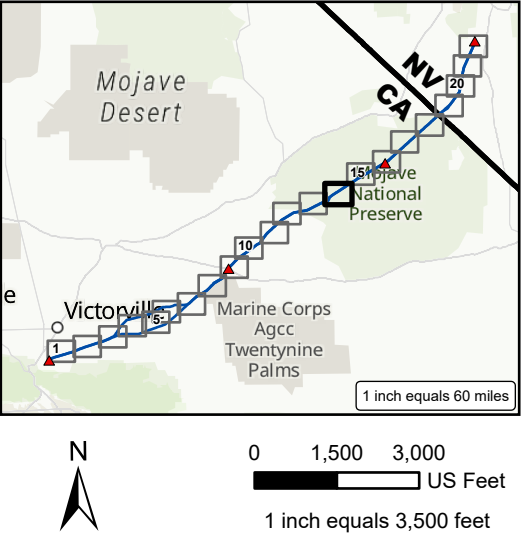 NV
CA
20
Mojave
Desert
15
Mojave
National
Preserve
10
e
Victorville
5-
Marine Corps
Agcc
Twentynine
Palms
1
1 inch equals 60 miles
N
0 1,500 3,000
US Feet
1 inch equals 3,500 feet